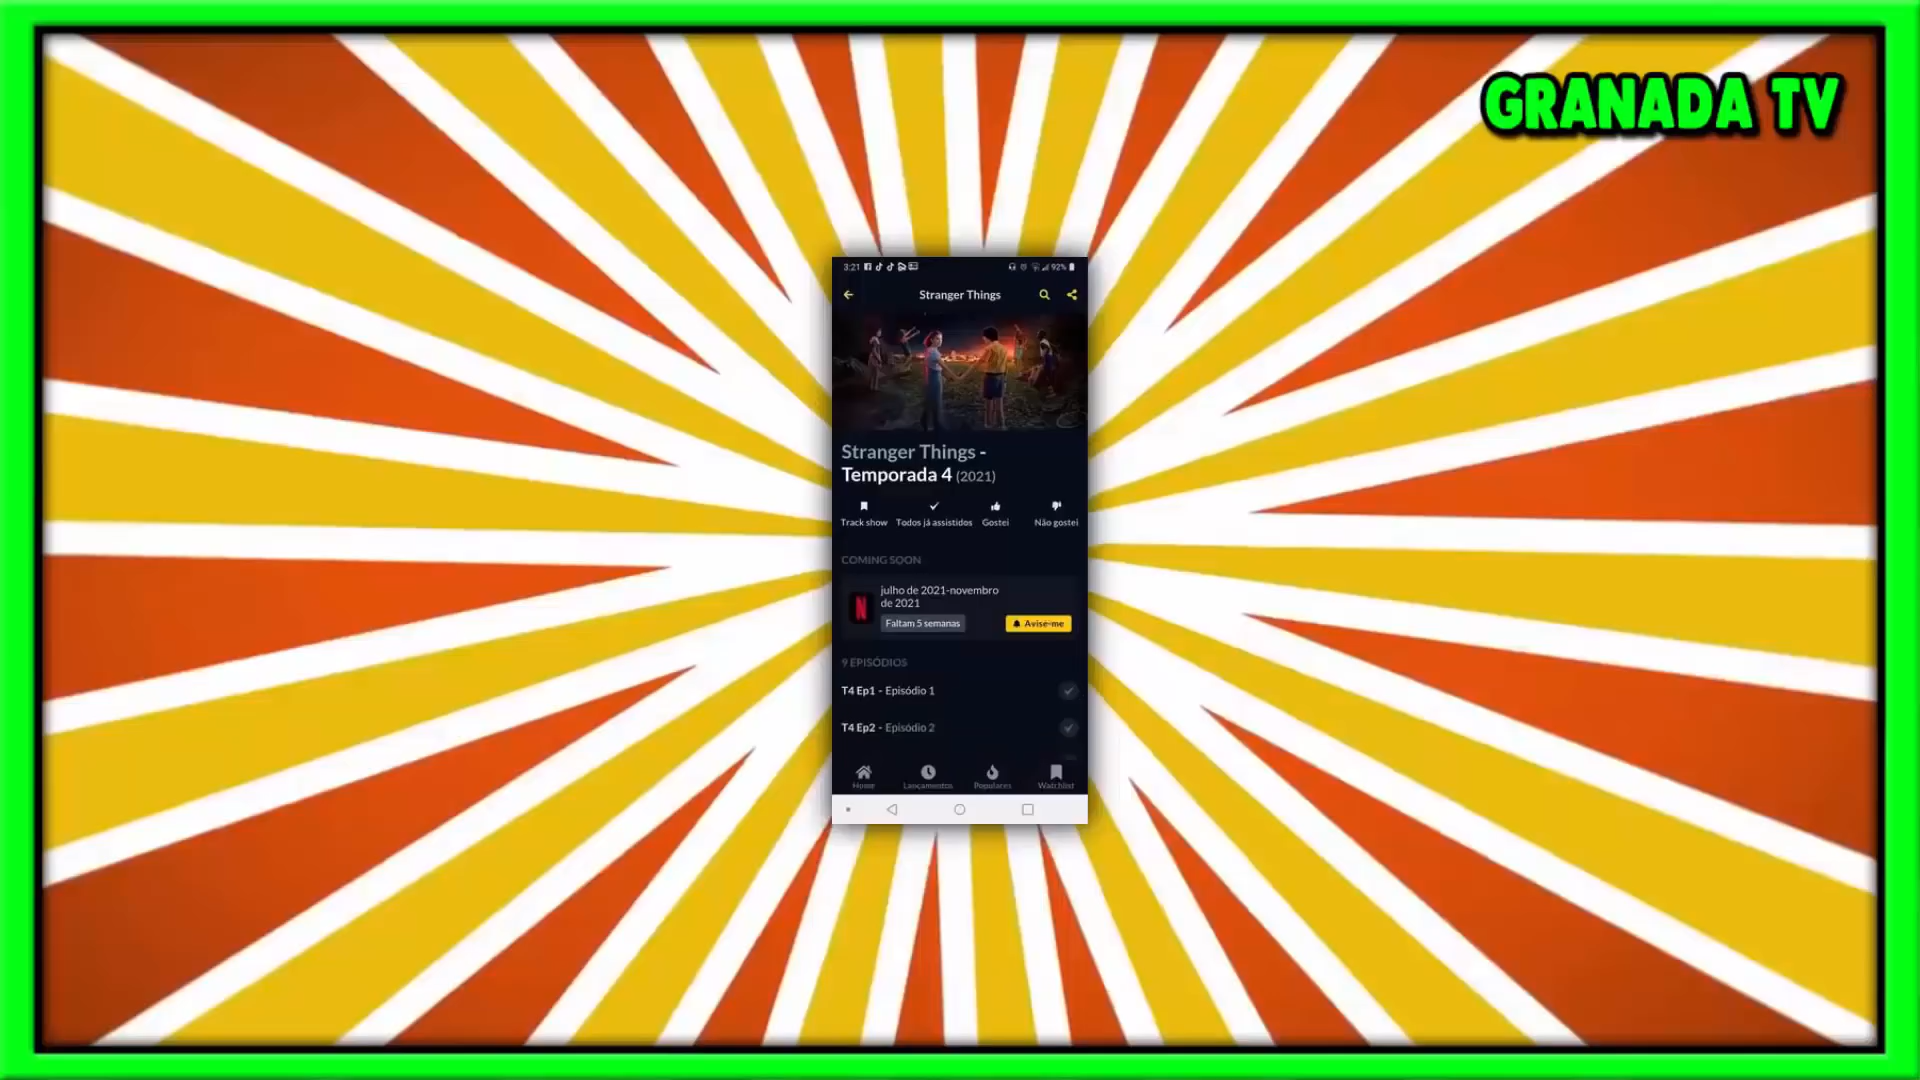 GRANADA TV
3:21
92%
Stranger Things
Stranger Things -
Temporada 4 (2021)
Track show
Todos já assistidos
Gostei
Não gostei
COMING SOON
julho de 2021-novembro
de 2021
Faltam 5 semanas
Avise-me
9 EPISÓDIOS
T4 Ep1 - Episódio 1
T4 Ep2 - Episódio 2
Home
Lançamentos
Populares
Watchlist